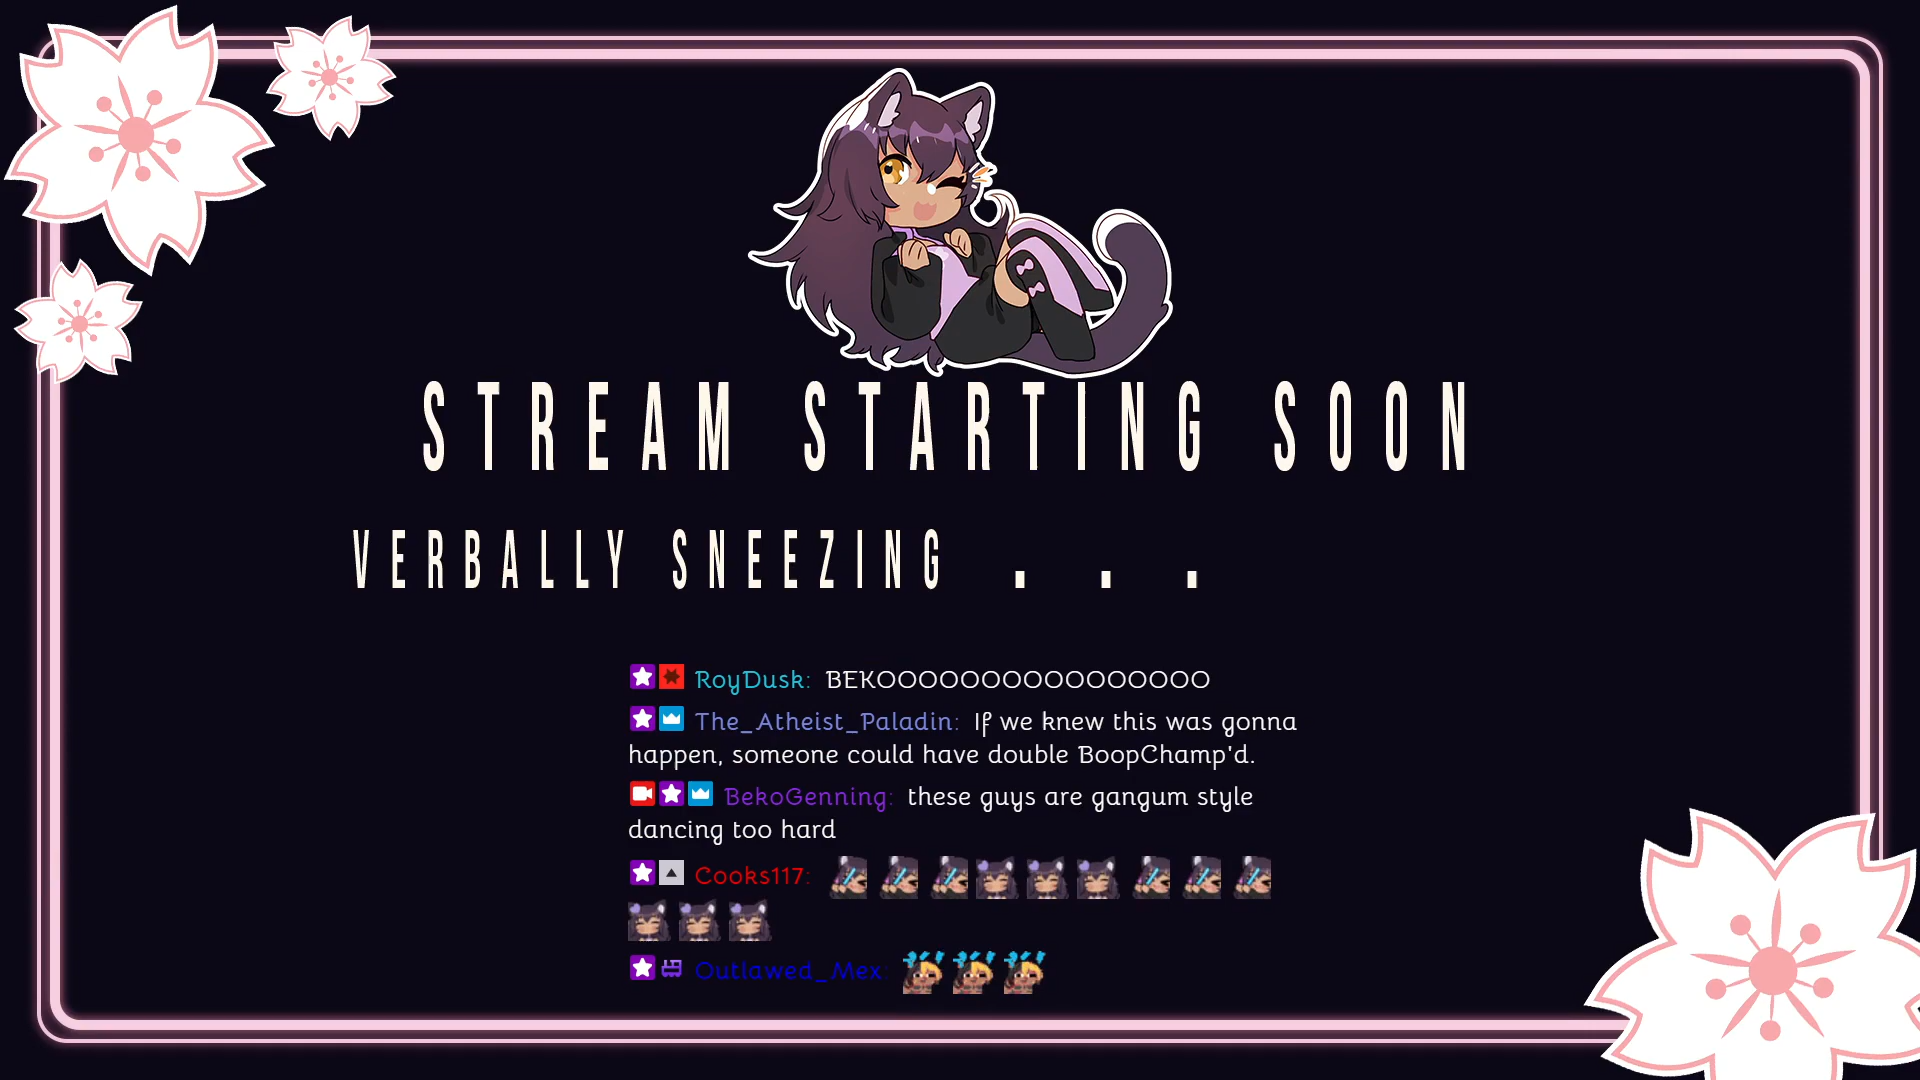 STREAM STARTING SOON
VERBALLY SNEEZING . . .
RoyDusk: BEKOOOOOOOOOOOOOOOO
The_Atheist_Paladin: If we knew this was gonna
happen, someone could have double BoopChamp'd.
BekoGenning: these guys are gangum style
dancing too hard
Cooks117:
Outlawed_Mex: